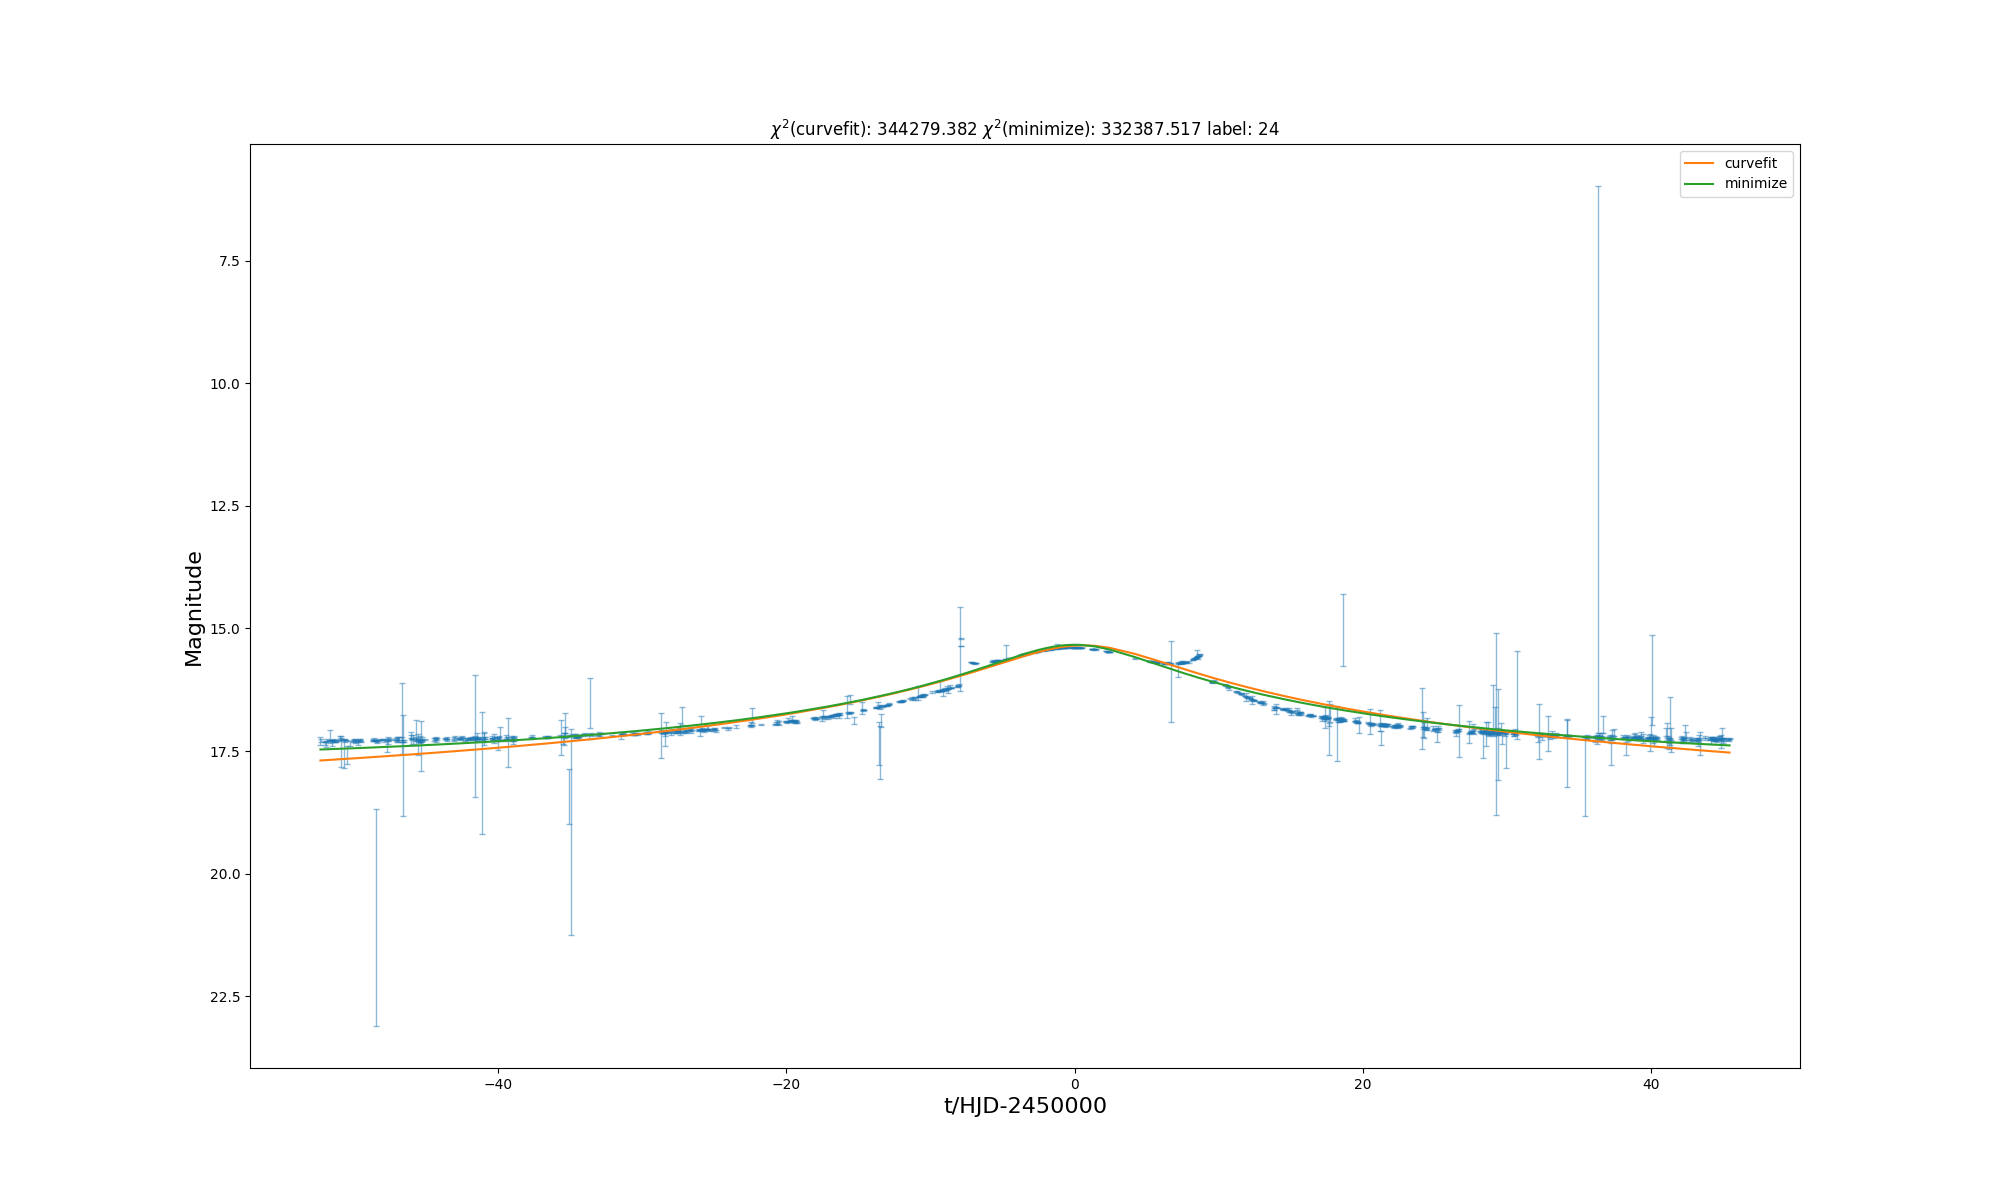 χ²(curvefit): 344279.382 χ²(minimize): 332387.517 label: 24
curvefit
minimize
7.5
10.0
12.5
15.0
17.5
20.0
22.5
Magnitude
−40
−20
0
20
40
t/HJD-2450000